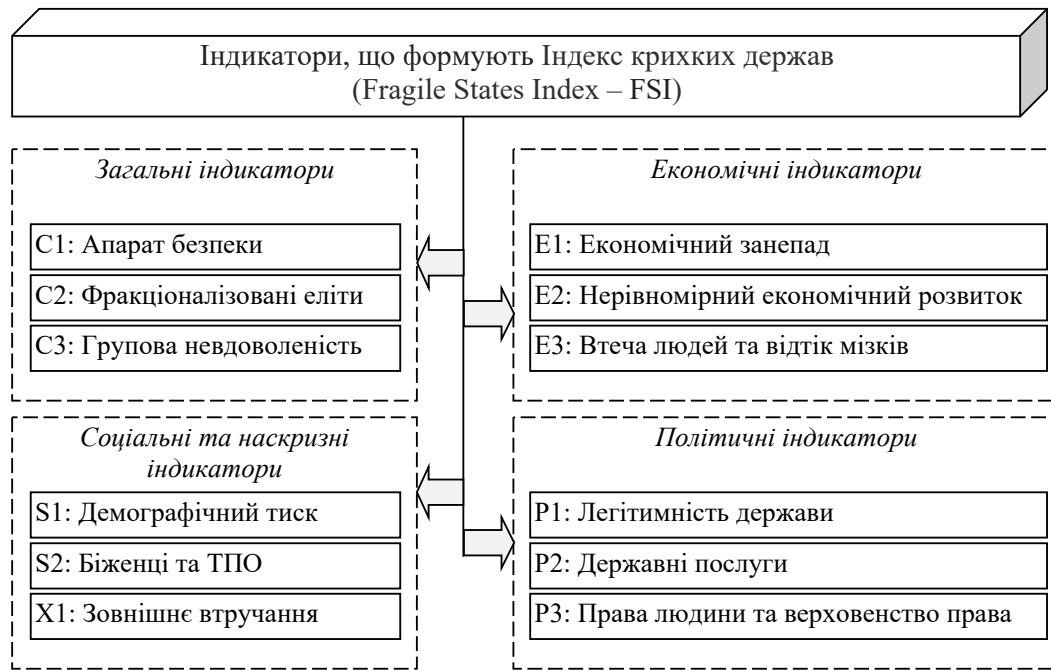 Індикатори, що формують Індекс крихких держав
(Fragile States Index – FSI)
Загальні індикатори
C1: Апарат безпеки
C2: Фракціоналізовані еліти
C3: Групова невдоволеність
Економічні індикатори
E1: Економічний занепад
E2: Нерівномірний економічний розвиток
E3: Втеча людей та відтік мізків
Соціальні та наскризні
індикатори
S1: Демографічний тиск
S2: Біженці та ТПО
X1: Зовнішнє втручання
Політичні індикатори
P1: Легітимність держави
P2: Державні послуги
P3: Права людини та верховенство права